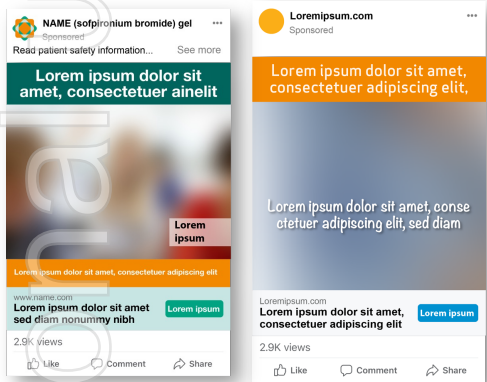 NAME (sofpironium bromide) gel
Sponsored
Read patient safety information... See more
Lorem ipsum dolor sit
amet, consectetuer ainelit
Lorem
ipsum
Lorem ipsum dolor sit amet, consectetuer adipiscing elit
www.name.com
Lorem ipsum dolor sit amet
sed diam nonummy nibh
Lorem ipsum
2.9K views
Like Comment Share
Loremipsum.com
Sponsored
Lorem ipsum dolor sit amet,
consectetuer adipiscing elit,
Lorem ipsum dolor sit amet, conse
ctetuer adipiscing elit, sed diam
Loremipsum.com
Lorem ipsum dolor sit amet,
consectetuer adipiscing elit
Lorem ipsum
2.9K views
Like Comment Share